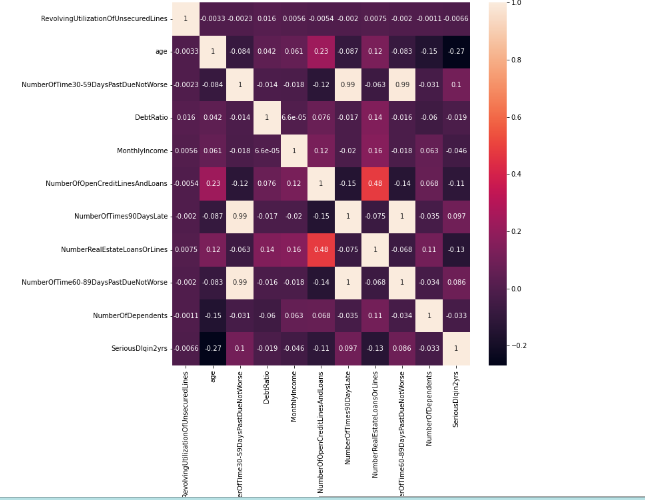 RevolvingUtilizationOfUnsecuredLines 1 -0.0033 -0.0023 0.016 0.0056 -0.0054 -0.002 0.0075 -0.002 -0.0011 -0.0066
age -0.0033 1 -0.084 0.042 0.061 0.23 -0.087 0.12 -0.083 -0.15 -0.27
NumberOfTime30-59DaysPastDueNotWorse -0.0023 -0.084 1 -0.014 -0.018 -0.12 0.99 -0.063 0.99 -0.031 0.1
DebtRatio 0.016 0.042 -0.014 1 6.6e-05 0.076 -0.017 0.14 -0.016 -0.06 -0.019
MonthlyIncome 0.0056 0.061 -0.018 6.6e-05 1 0.12 -0.02 0.16 -0.018 0.063 -0.046
NumberOfOpenCreditLinesAndLoans -0.0054 0.23 -0.12 0.076 0.12 1 -0.15 0.48 -0.14 0.068 -0.11
NumberOfTimes90DaysLate -0.002 -0.087 0.99 -0.017 -0.02 -0.15 1 -0.075 1 -0.035 0.097
NumberRealEstateLoansOrLines 0.0075 0.12 -0.063 0.14 0.16 0.48 -0.075 1 -0.068 0.11 -0.13
NumberOfTime60-89DaysPastDueNotWorse -0.002 -0.083 0.99 -0.016 -0.018 -0.14 1 -0.068 1 -0.034 0.086
NumberOfDependents -0.0011 -0.15 -0.031 -0.06 0.063 0.068 -0.035 0.11 -0.034 1 -0.033
SeriousDlqin2yrs -0.0066 -0.27 0.1 -0.019 -0.046 -0.11 0.097 -0.13 0.086 -0.033 1
RevolvingUtilizationOfUnsecuredLines
age
erOfTime30-59DaysPastDueNotWorse
DebtRatio
MonthlyIncome
NumberOfOpenCreditLinesAndLoans
NumberOfTimes90DaysLate
NumberRealEstateLoansOrLines
erOfTime60-89DaysPastDueNotWorse
NumberOfDependents
SeriousDlqin2yrs
1.0
0.8
0.6
0.4
0.2
0.0
−0.2